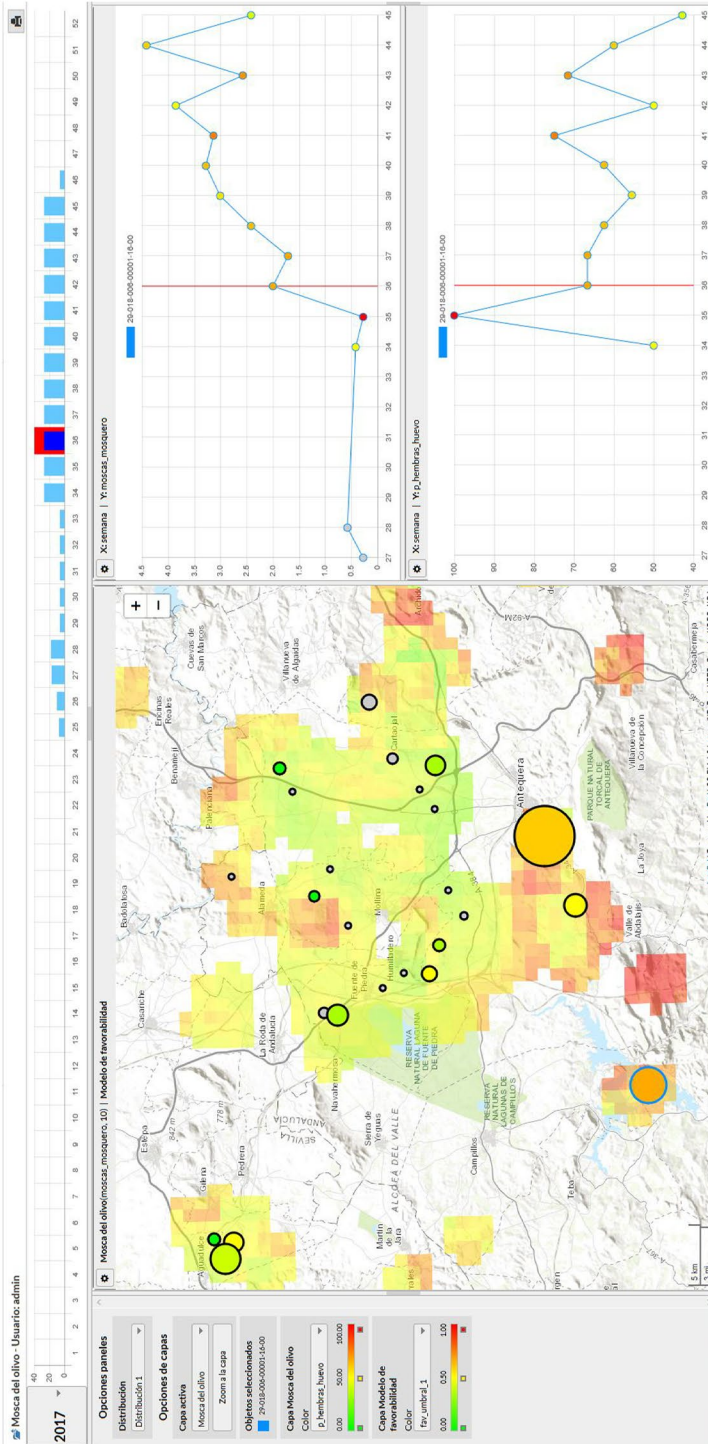 Mosca del olivo - Usuario: admin
2017
40
20
0
1 2 3 4 5 6 7 8 9 10 11 12 13 14 15 16 17 18 19 20 21 22 23 24 25 26 27 28 29 30 31 32 33 34 35 36 37 38 39 40 41 42 43 44 45 46 47 48 49 50 51 52
Opciones paneles
Distribución
Distribución 1
Opciones de capas
Capa activa
Mosca del olivo
Zoom a la capa
Objetos seleccionados
29-018-006-00001-16-00
Capa Mosca del olivo
Color
p_hembras_huevo
0.00 50.00 100.00
Capa Modelo de
favorabilidad
Color
fav_umbral_1
0.00 0.50 1.00
Mosca del olivo(moscas_mosquero, 10) | Modelo de favorabilidad
+
−
Estepa
Casariche
Badolatosa
Benamejí
Encinas
Reales
Cuevas de
San Marcos
842 m
778 m
Gilena
Pedrera
Aguadulce
La Roda de
Andalucía
Alameda
Palenciana
Villanueva
de Algaidas
SEVILLA
ANDALUCÍA
Navahermosa
Fuente de
Piedra
Mollina
Humilladero
Cartaojal
Sierra de
Yeguas
ALGOEA DEL VALLE
Martín
de la
Jara
RESERVA
NATURAL LAGUNA
DE FUENTE
DE PIEDRA
RESERVA
NATURAL
LAGUNAS DE
CAMPILLOS
Campillos
Teba
A-384
Antequera
A-92M
PARQUE NATURAL
TORCAL DE
ANTEQUERA
Villanueva de
la Concepción
Casabermeja
Valle de
Abdalajís
La Joya
5 km
X: semana | Y: moscas_mosquero
29-018-006-00001-16-00
4.5
4.0
3.5
3.0
2.5
2.0
1.5
1.0
0.5
0
27 28 29 30 31 32 33 34 35 36 37 38 39 40 41 42 43 44 45
X: semana | Y: p_hembras_huevo
29-018-006-00001-16-00
100
90
80
70
60
50
40
27 28 29 30 31 32 33 34 35 36 37 38 39 40 41 42 43 44 45